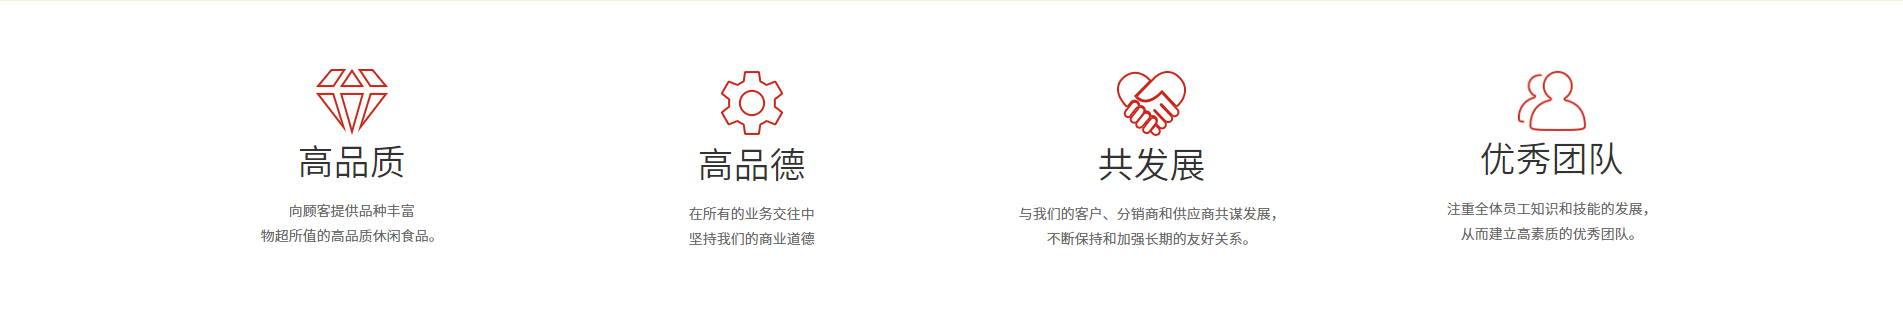 高品质
向顾客提供品种丰富
物超所值的高品质休闲食品。
高品德
在所有的业务交往中
坚持我们的商业道德
共发展
与我们的客户、分销商和供应商共谋发展，
不断保持和加强长期的友好关系。
优秀团队
注重全体员工知识和技能的发展，
从而建立高素质的优秀团队。